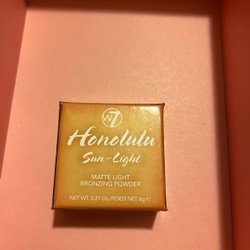 W7
Honolulu
Sun-Light
MATTE LIGHT
BRONZING POWDER
NET WT. 0.21 Oz./POIDS NET 6g ℮